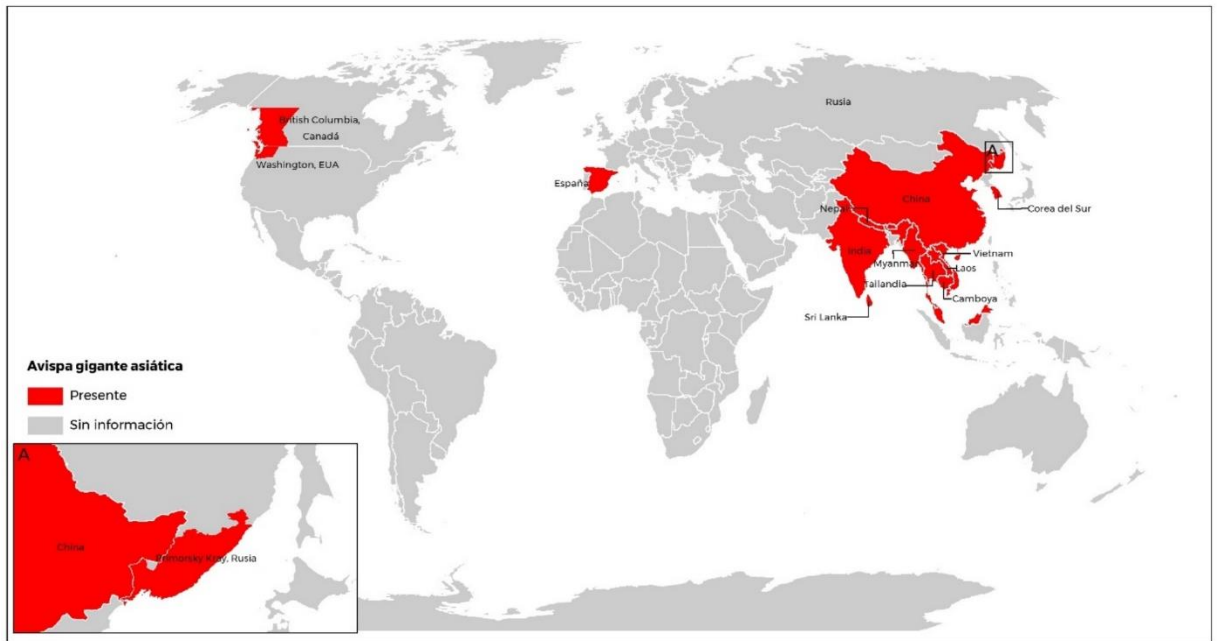 Rusia
British Columbia,
Canadá
Washington, EUA
España
A
China
Nepal
Corea del Sur
India
Vietnam
Myanmar
Laos
Tailandia
Camboya
Sri Lanka
Avispa gigante asiática
Presente
Sin información
A
China
Primorsky Kray, Rusia